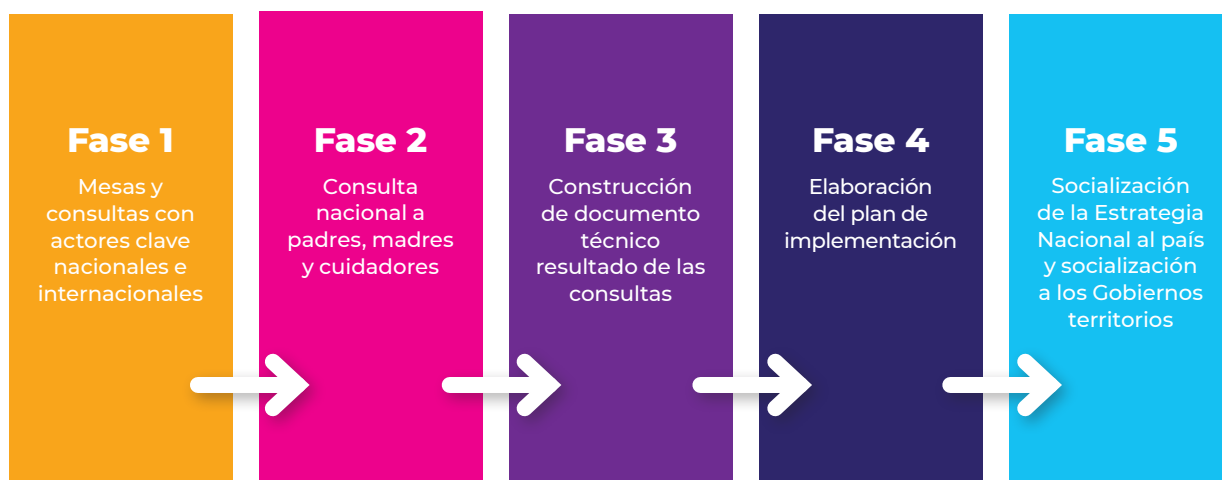 Fase 1
Mesas y
consultas con
actores clave
nacionales e
internacionales
Fase 2
Consulta
nacional a
padres, madres
y cuidadores
Fase 3
Construcción
de documento
técnico
resultado de las
consultas
Fase 4
Elaboración
del plan de
implementación
Fase 5
Socialización
de la Estrategia
Nacional al país
y socialización
a los Gobiernos
territorios